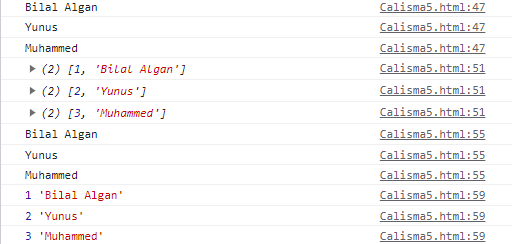 Bilal Algan Calisma5.html:47
Yunus Calisma5.html:47
Muhammed Calisma5.html:47
▶ (2) [1, 'Bilal Algan'] Calisma5.html:51
▶ (2) [2, 'Yunus'] Calisma5.html:51
▶ (2) [3, 'Muhammed'] Calisma5.html:51
Bilal Algan Calisma5.html:55
Yunus Calisma5.html:55
Muhammed Calisma5.html:55
1 'Bilal Algan' Calisma5.html:59
2 'Yunus' Calisma5.html:59
3 'Muhammed' Calisma5.html:59